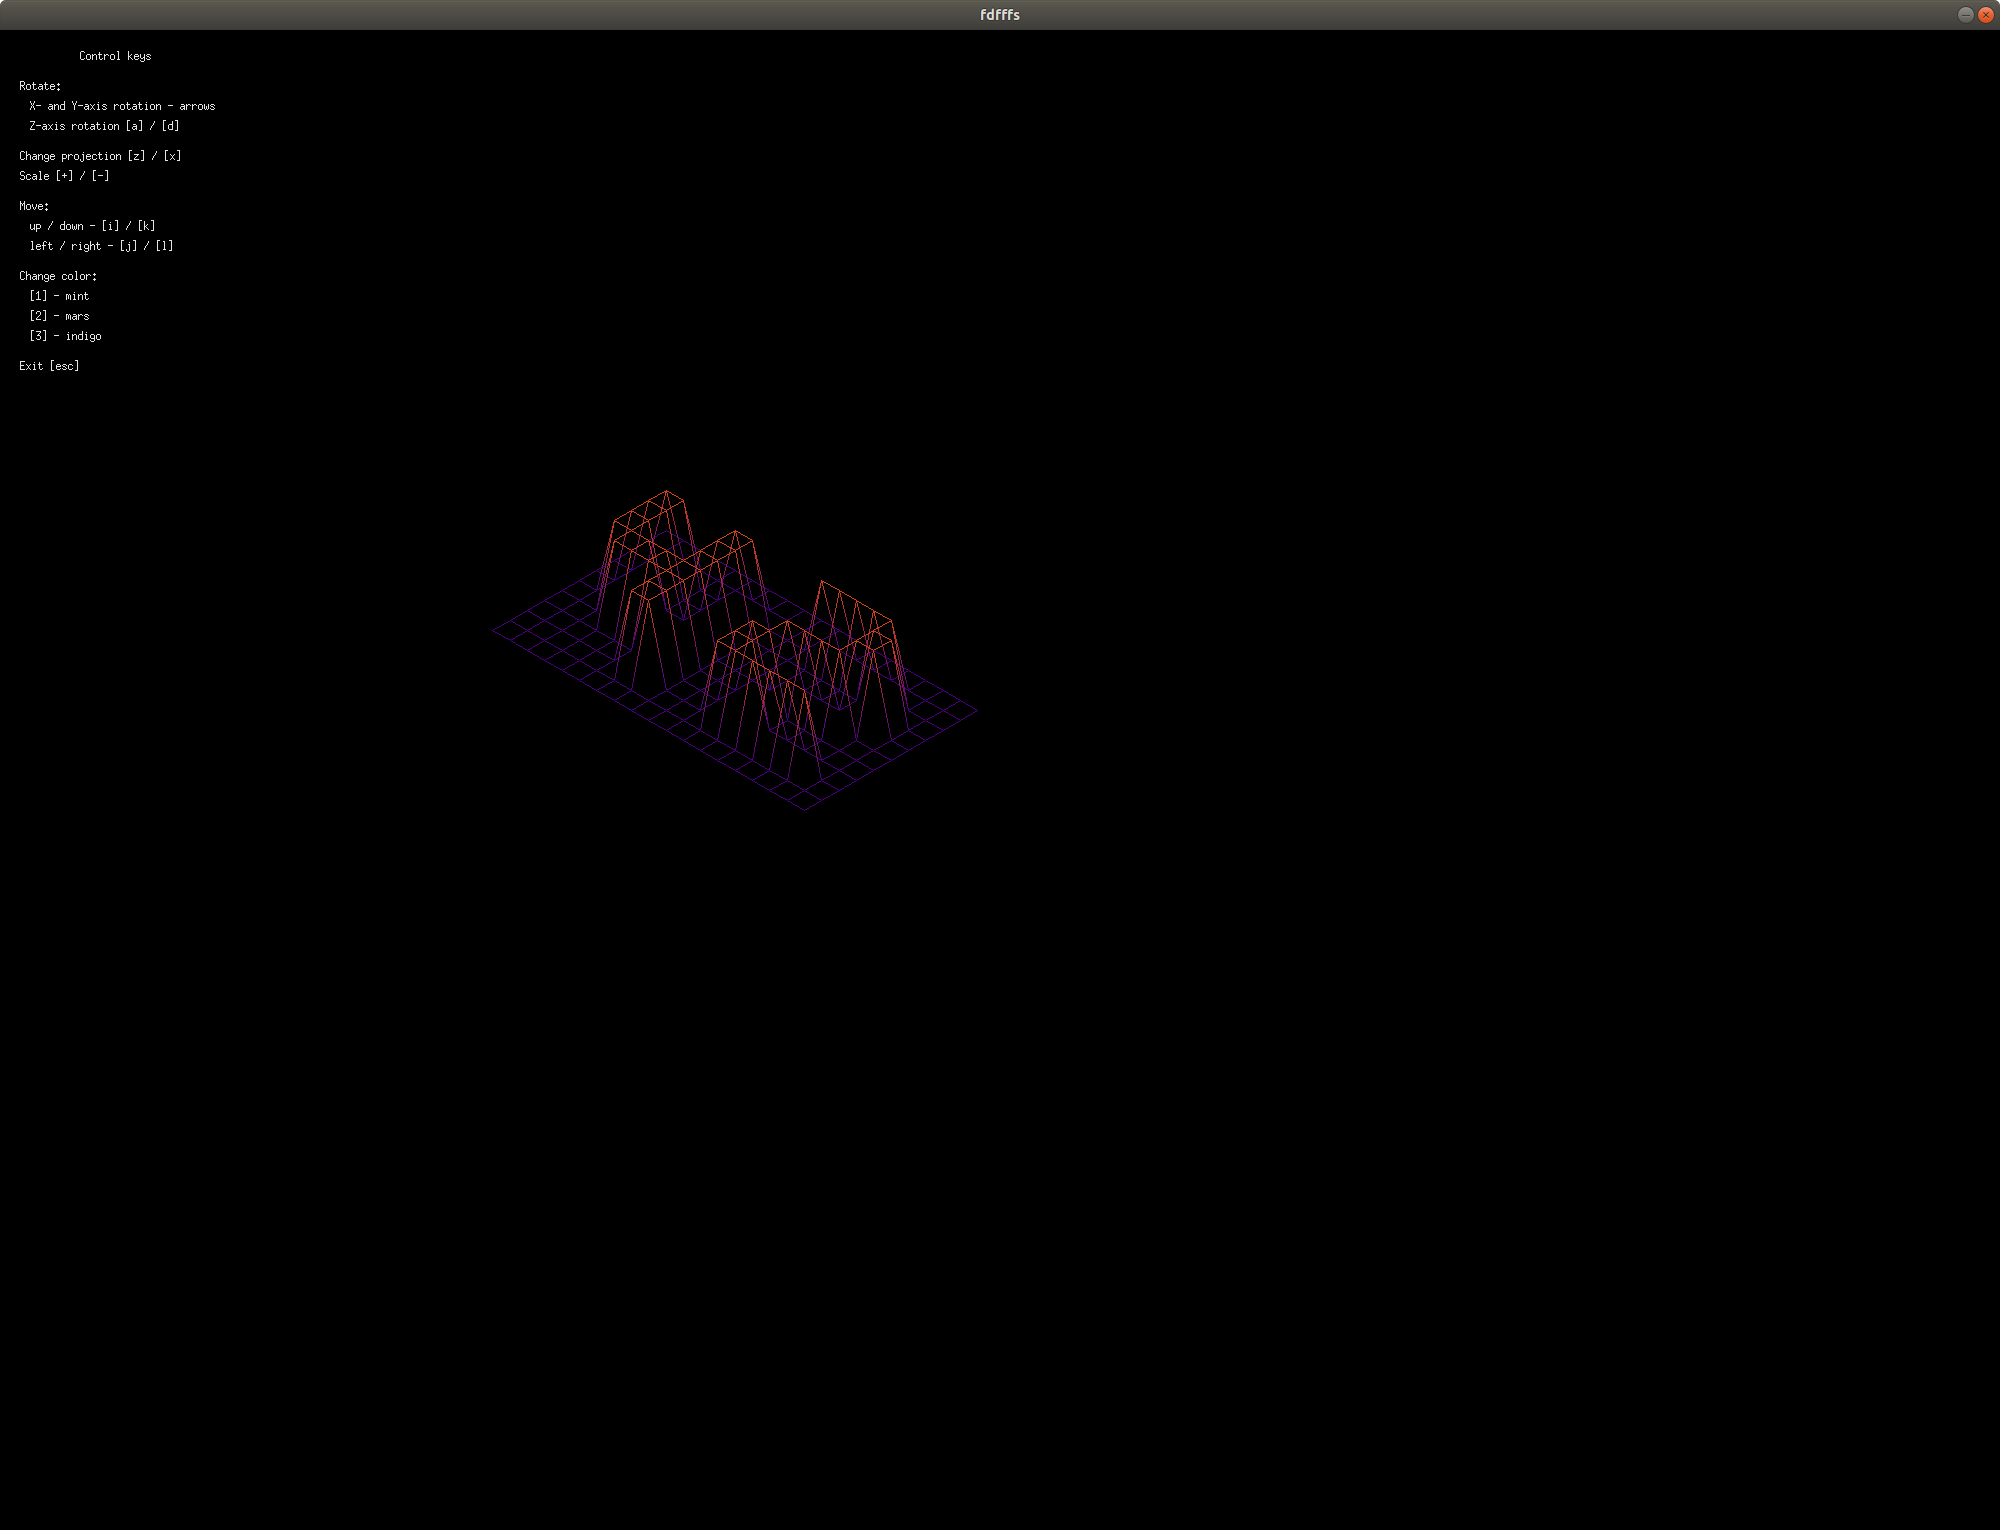 fdfffs
Control keys
Rotate:
X- and Y-axis rotation - arrows
Z-axis rotation [a] / [d]
Change projection [z] / [x]
Scale [+] / [-]
Move:
up / down - [i] / [k]
left / right - [j] / [l]
Change color:
[1] - mint
[2] - mars
[3] - indigo
Exit [esc]